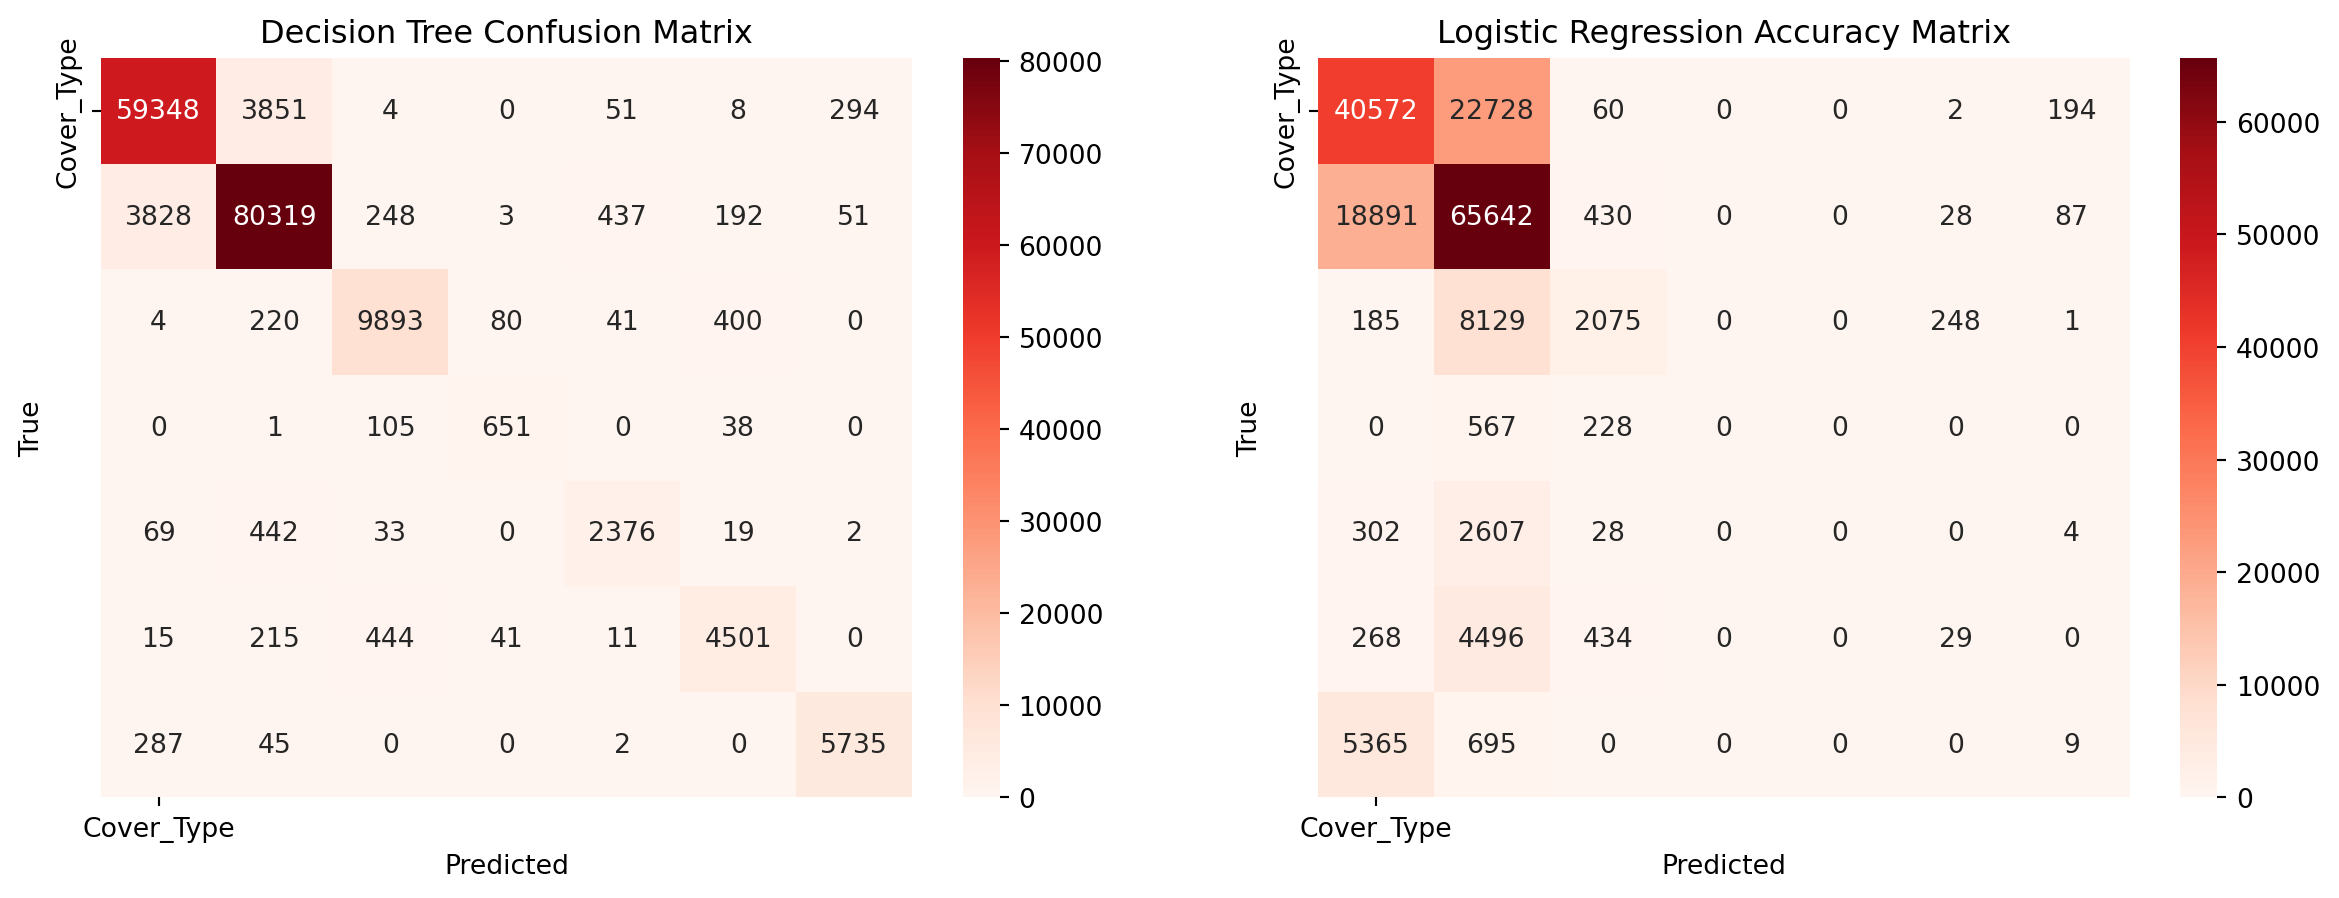 Decision Tree Confusion Matrix
Cover_Type
59348 3851 4 0 51 8 294
3828 80319 248 3 437 192 51
4 220 9893 80 41 400 0
0 1 105 651 0 38 0
69 442 33 0 2376 19 2
15 215 444 41 11 4501 0
287 45 0 0 2 0 5735
True
Cover_Type
Predicted
80000
70000
60000
50000
40000
30000
20000
10000
0
Logistic Regression Accuracy Matrix
Cover_Type
40572 22728 60 0 0 2 194
18891 65642 430 0 0 28 87
185 8129 2075 0 0 248 1
0 567 228 0 0 0 0
302 2607 28 0 0 0 4
268 4496 434 0 0 29 0
5365 695 0 0 0 0 9
True
Cover_Type
Predicted
60000
50000
40000
30000
20000
10000
0